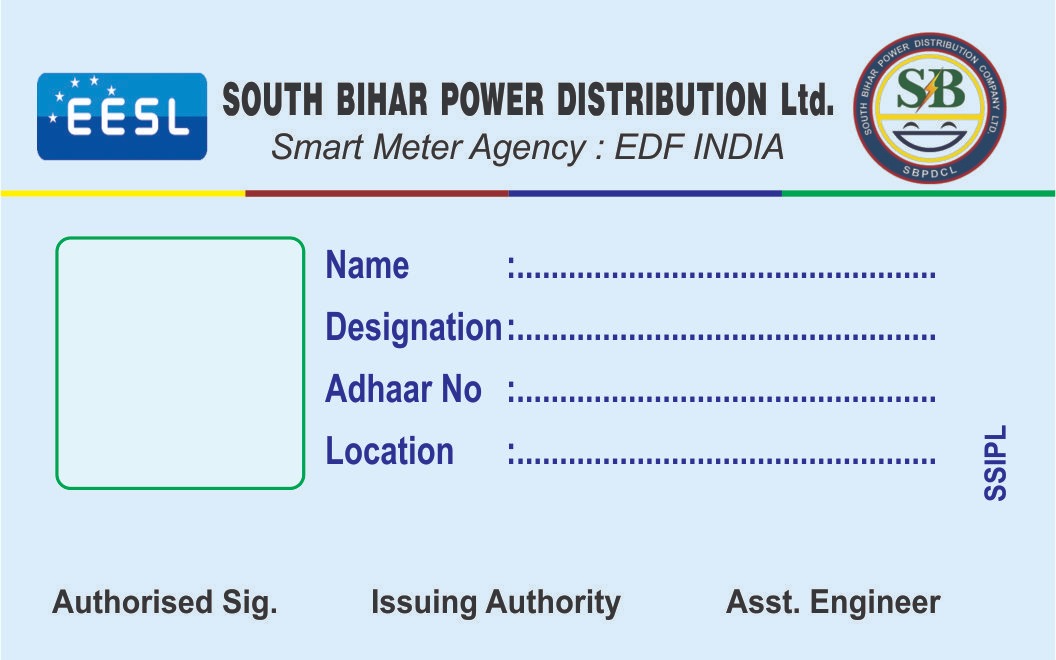 EESL
SOUTH BIHAR POWER DISTRIBUTION Ltd.
Smart Meter Agency : EDF INDIA
SOUTH BIHAR POWER DISTRIBUTION COMPANY LTD.
SB
SBPDCL
Name :.................................................
Designation :.................................................
Adhaar No :.................................................
Location :.................................................
SSIPL
Authorised Sig. Issuing Authority Asst. Engineer